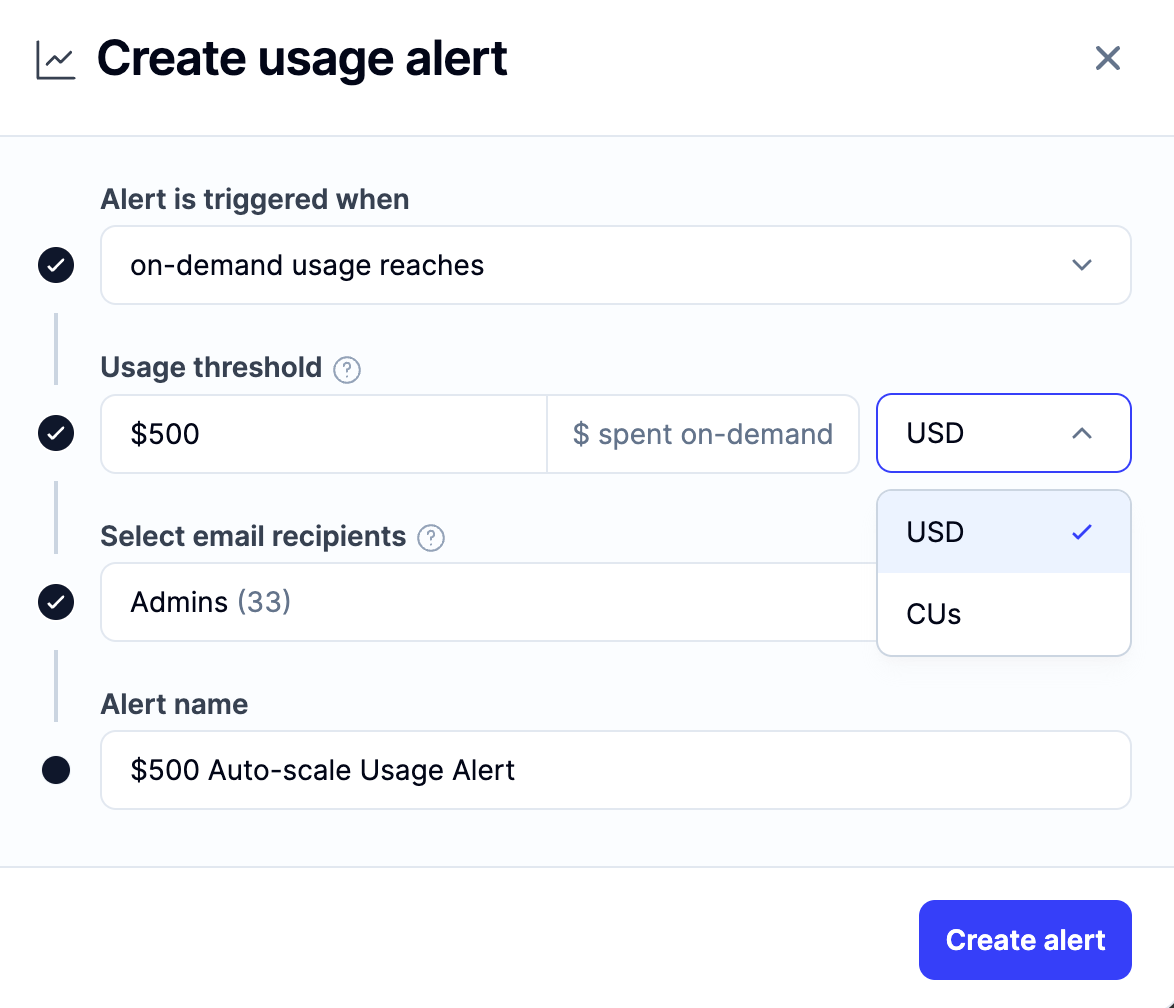 Create usage alert
Alert is triggered when
on-demand usage reaches
Usage threshold ?
$500
$ spent on-demand
USD
USD
CUs
Select email recipients ?
Admins (33)
Alert name
$500 Auto-scale Usage Alert
Create alert